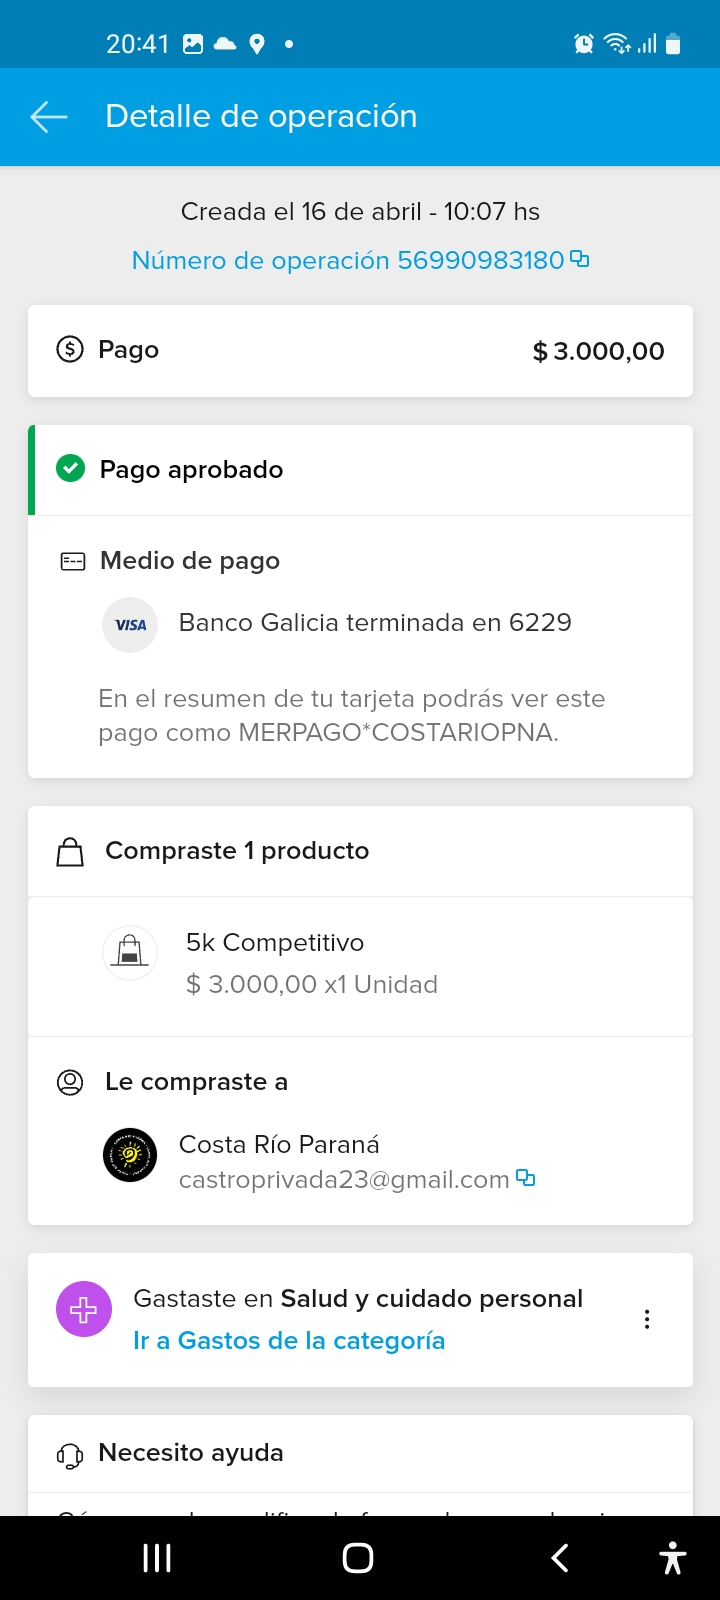 20:41
Detalle de operación
Creada el 16 de abril - 10:07 hs
Número de operación 56990983180
Pago
$ 3.000,00
Pago aprobado
Medio de pago
VISA
Banco Galicia terminada en 6229
En el resumen de tu tarjeta podrás ver este
pago como MERPAGO*COSTARIOPNA.
Compraste 1 producto
5k Competitivo
$ 3.000,00 x1 Unidad
Le compraste a
Costa Río Paraná
castroprivada23@gmail.com
Gastaste en Salud y cuidado personal
Ir a Gastos de la categoría
Necesito ayuda